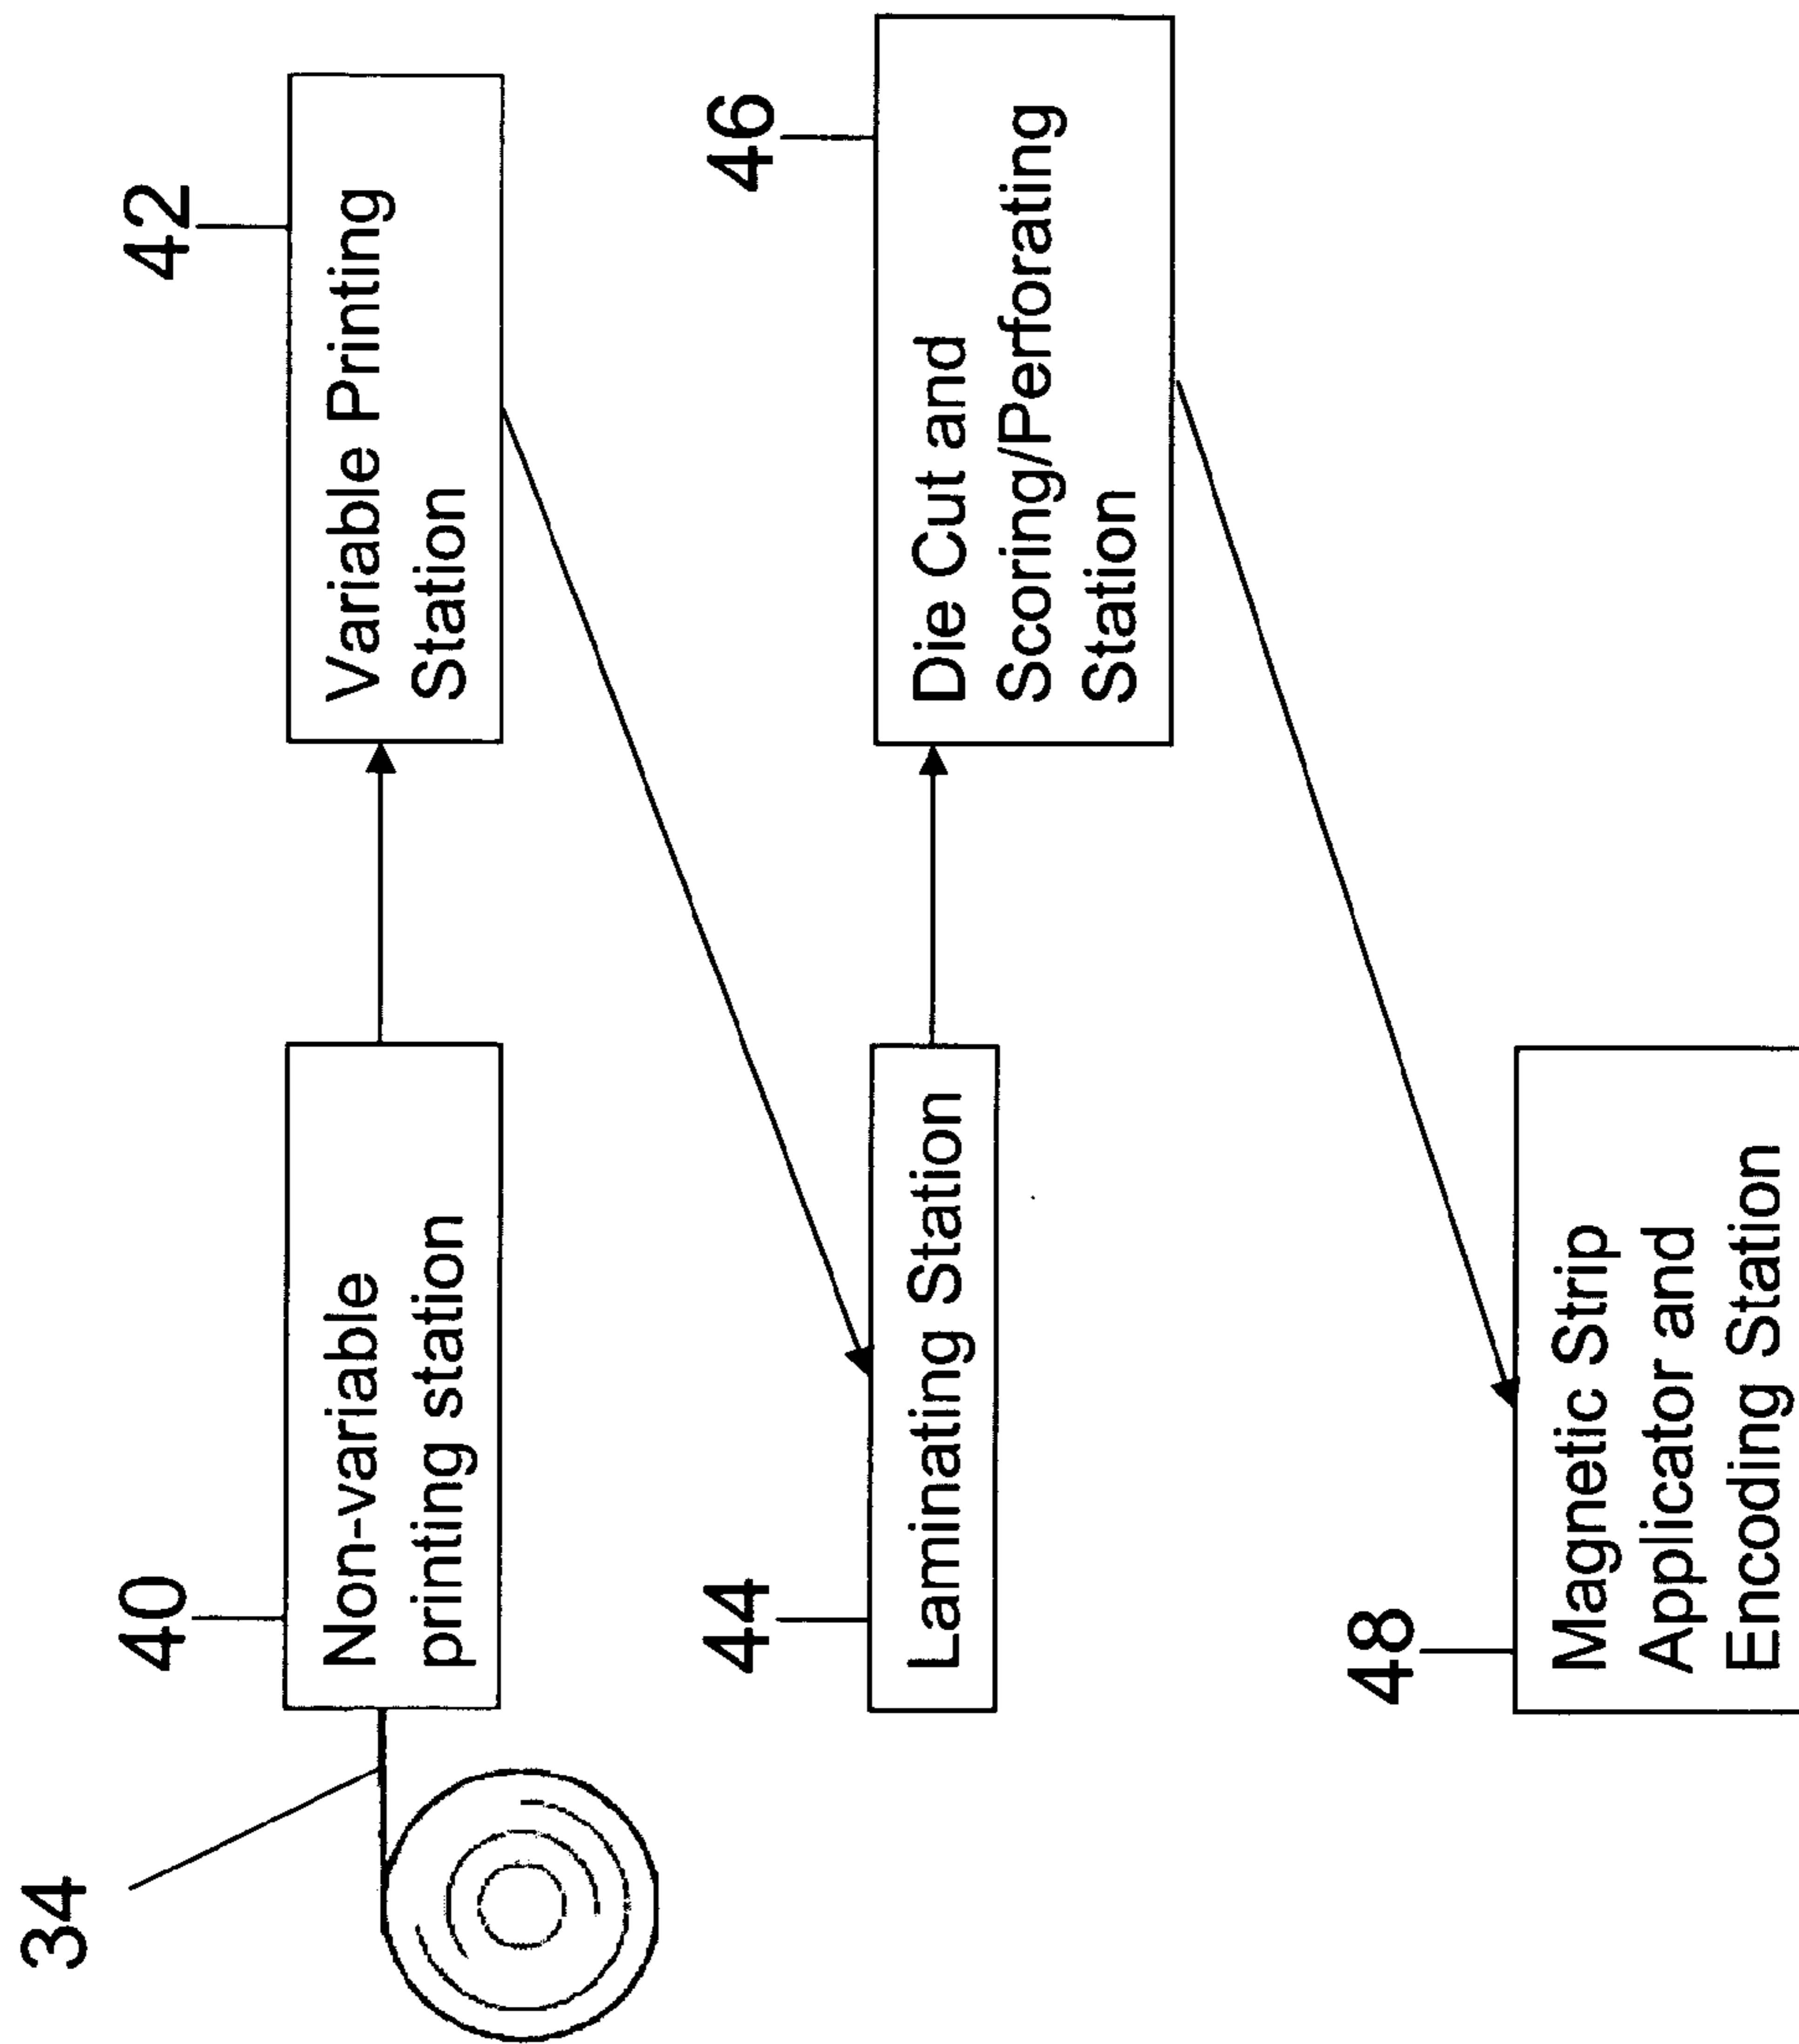 34
40
Non-variable
printing station
42
Variable Printing
Station
44
Laminating Station
46
Die Cut and
Scoring/Perforating
Station
48
Magnetic Strip
Applicator and
Encoding Station